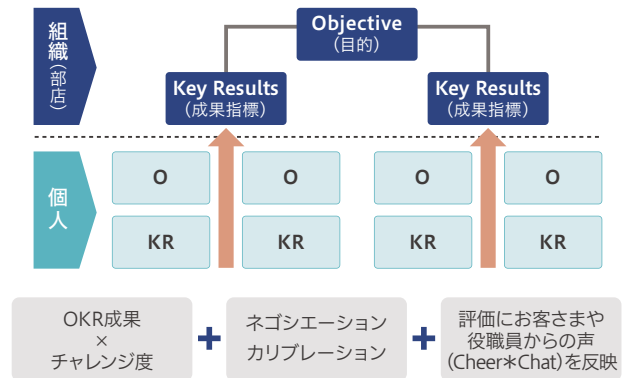 組織(部店)
Objective
(目的)
Key Results
(成果指標)
Key Results
(成果指標)
個人
O
O
O
O
KR
KR
KR
KR
OKR成果
×
チャレンジ度
+
ネゴシエーション
カリブレーション
+
評価にお客さまや
役職員からの声
(Cheer*Chat)を反映